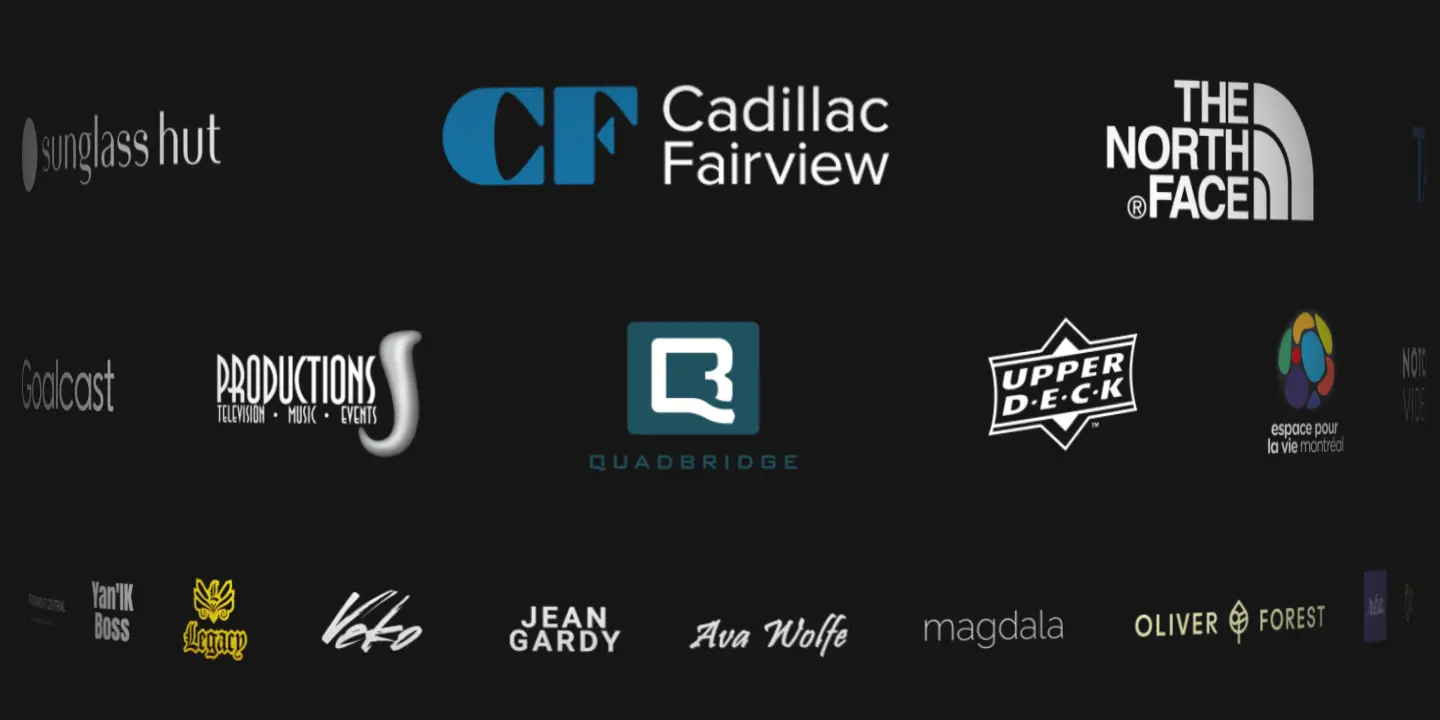 sunglass hut
CF Cadillac
Fairview
THE
NORTH
® FACE
Goalcast
PRODUCTIONS J
TELEVISION • MUSIC • EVENTS
QUADBRIDGE
UPPER
D·E·C·K
™
espace pour
la vie montréal
Yan'IK
Boss
Legacy
Veko
JEAN
GARDY
Ava Wolfe
magdala
OLIVER FOREST